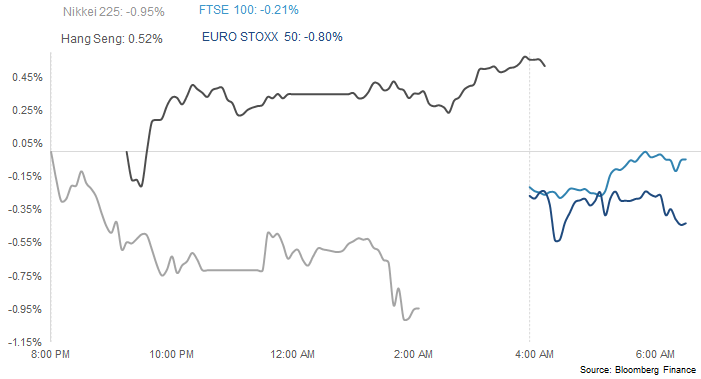 Nikkei 225: -0.95% FTSE 100: -0.21%
Hang Seng: 0.52% EURO STOXX 50: -0.80%
0.45%
0.25%
0.05%
-0.15%
-0.35%
-0.55%
-0.75%
-0.95%
-1.15%
8:00 PM 10:00 PM 12:00 AM 2:00 AM 4:00 AM 6:00 AM
Source: Bloomberg Finance